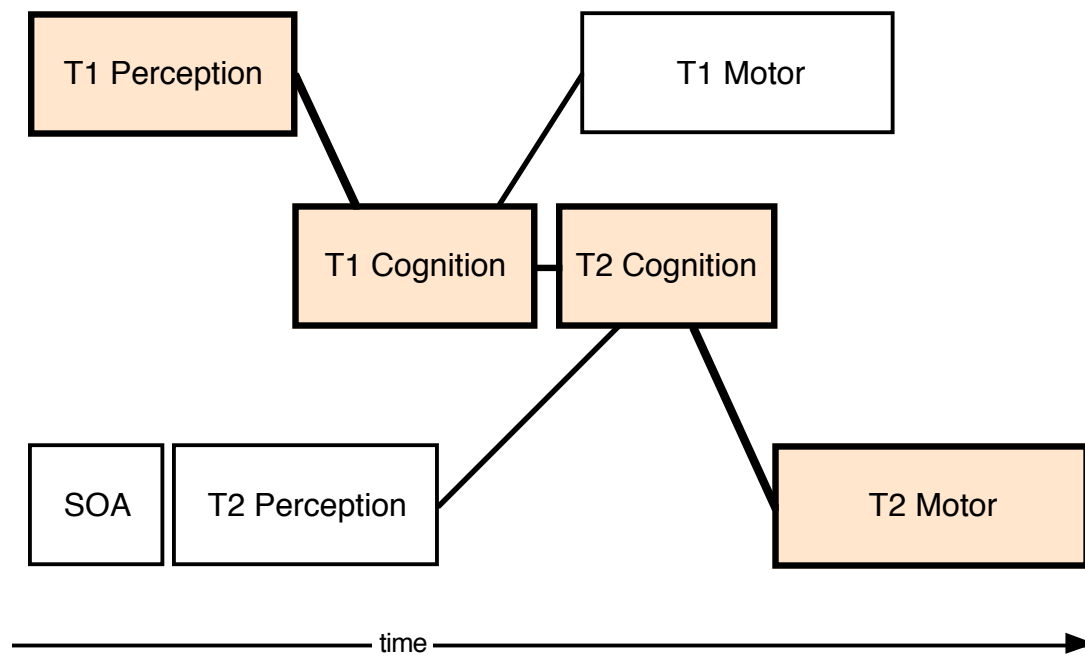 T1 Perception
T1 Motor
T1 Cognition
T2 Cognition
SOA
T2 Perception
T2 Motor
time